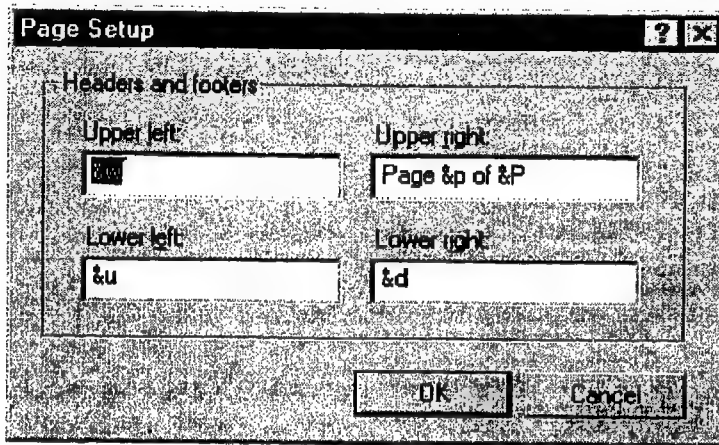 Page Setup
Headers and footers
Upper left:
Upper right:
&w
Page &p of &P
Lower left:
Lower right:
&u
&d
OK
Cancel